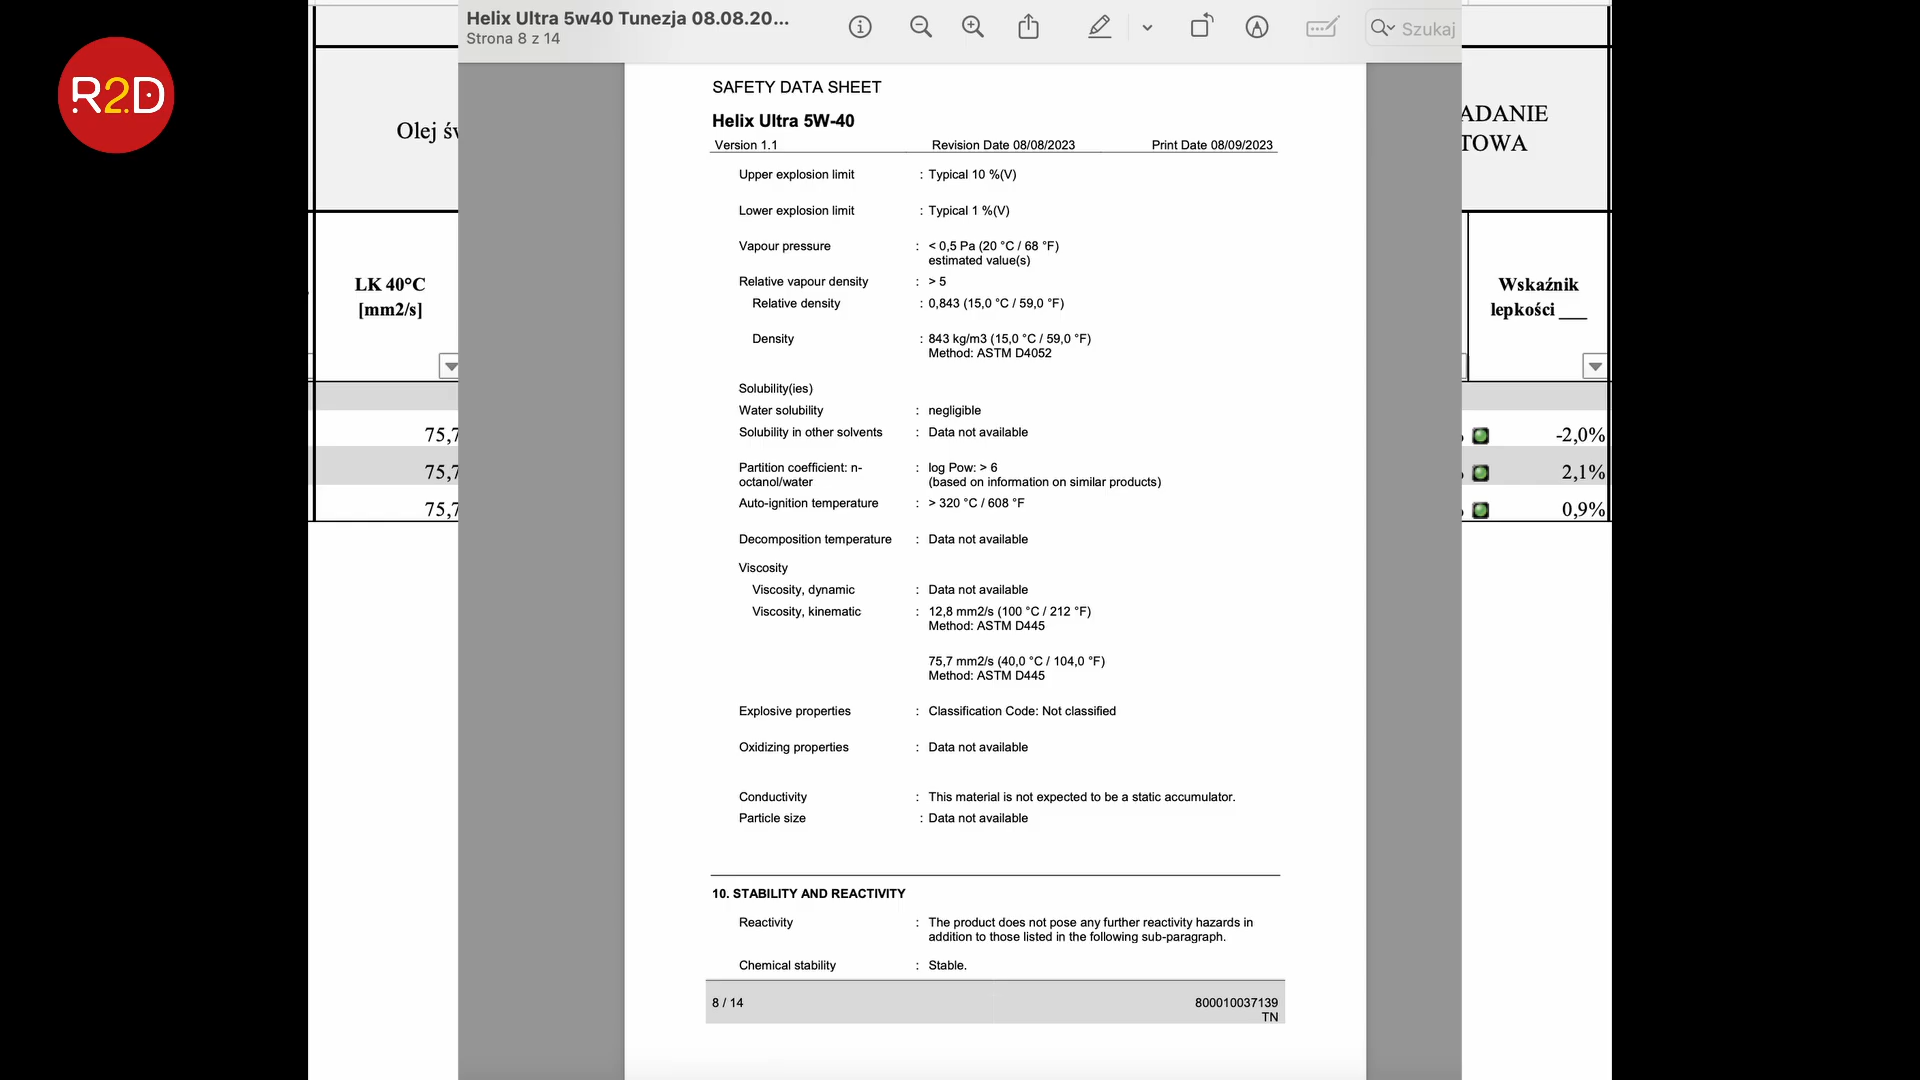 R2D
Helix Ultra 5w40 Tunezja 08.08.20...
Strona 8 z 14
Szukaj
Olej św
ADANIE
TOWA
LK 40°C
[mm2/s]
Wskaźnik
lepkości ___
75,7
75,7
75,7
-2,0%
2,1%
0,9%
SAFETY DATA SHEET
Helix Ultra 5W-40
Version 1.1 Revision Date 08/08/2023 Print Date 08/09/2023
Upper explosion limit : Typical 10 %(V)
Lower explosion limit : Typical 1 %(V)
Vapour pressure : < 0,5 Pa (20 °C / 68 °F)
estimated value(s)
Relative vapour density : > 5
Relative density : 0,843 (15,0 °C / 59,0 °F)
Density : 843 kg/m3 (15,0 °C / 59,0 °F)
Method: ASTM D4052
Solubility(ies)
Water solubility : negligible
Solubility in other solvents : Data not available
Partition coefficient: n- : log Pow: > 6
octanol/water (based on information on similar products)
Auto-ignition temperature : > 320 °C / 608 °F
Decomposition temperature : Data not available
Viscosity
Viscosity, dynamic : Data not available
Viscosity, kinematic : 12,8 mm2/s (100 °C / 212 °F)
Method: ASTM D445
75,7 mm2/s (40,0 °C / 104,0 °F)
Method: ASTM D445
Explosive properties : Classification Code: Not classified
Oxidizing properties : Data not available
Conductivity : This material is not expected to be a static accumulator.
Particle size : Data not available
10. STABILITY AND REACTIVITY
Reactivity : The product does not pose any further reactivity hazards in
addition to those listed in the following sub-paragraph.
Chemical stability : Stable.
8 / 14 800010037139
TN